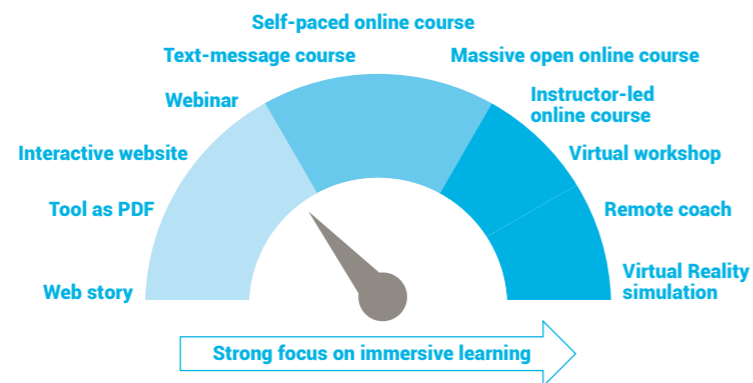 Self-paced online course
Text-message course
Massive open online course
Webinar
Instructor-led
online course
Interactive website
Virtual workshop
Tool as PDF
Remote coach
Web story
Virtual Reality
simulation
Strong focus on immersive learning